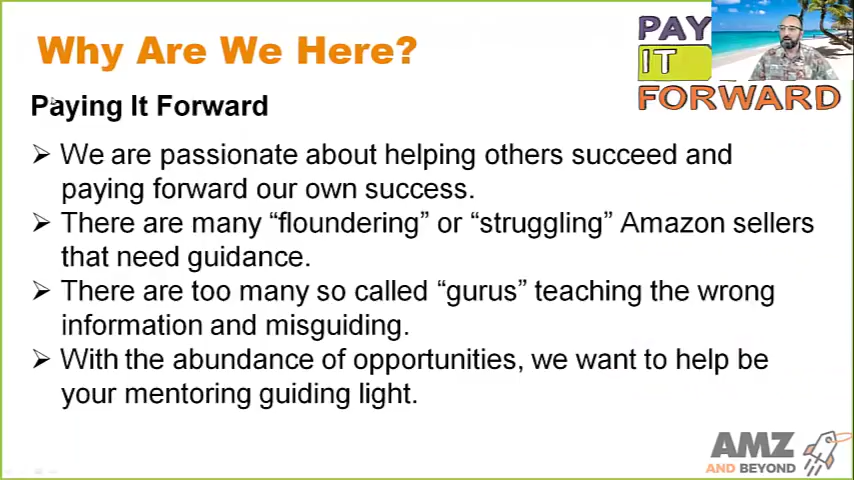 Why Are We Here?
PAY
IT
FORWARD
Paying It Forward
➢ We are passionate about helping others succeed and
paying forward our own success.
➢ There are many “floundering” or “struggling” Amazon sellers
that need guidance.
➢ There are too many so called “gurus” teaching the wrong
information and misguiding.
➢ With the abundance of opportunities, we want to help be
your mentoring guiding light.
AMZ
AND BEYOND